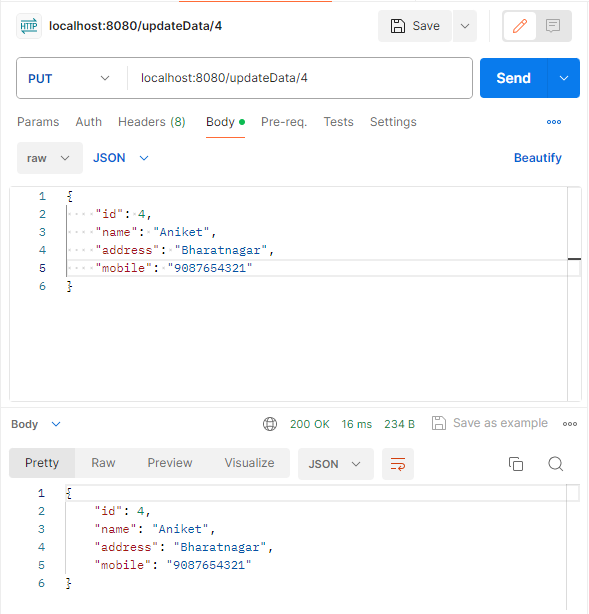 HTTP localhost:8080/updateData/4 Save
PUT localhost:8080/updateData/4 Send
Params Auth Headers (8) Body Pre-req. Tests Settings
raw JSON Beautify
1 {
2 "id": 4,
3 "name": "Aniket",
4 "address": "Bharatnagar",
5 "mobile": "9087654321"
6 }
Body 200 OK 16 ms 234 B Save as example
Pretty Raw Preview Visualize JSON
1 {
2 "id": 4,
3 "name": "Aniket",
4 "address": "Bharatnagar",
5 "mobile": "9087654321"
6 }